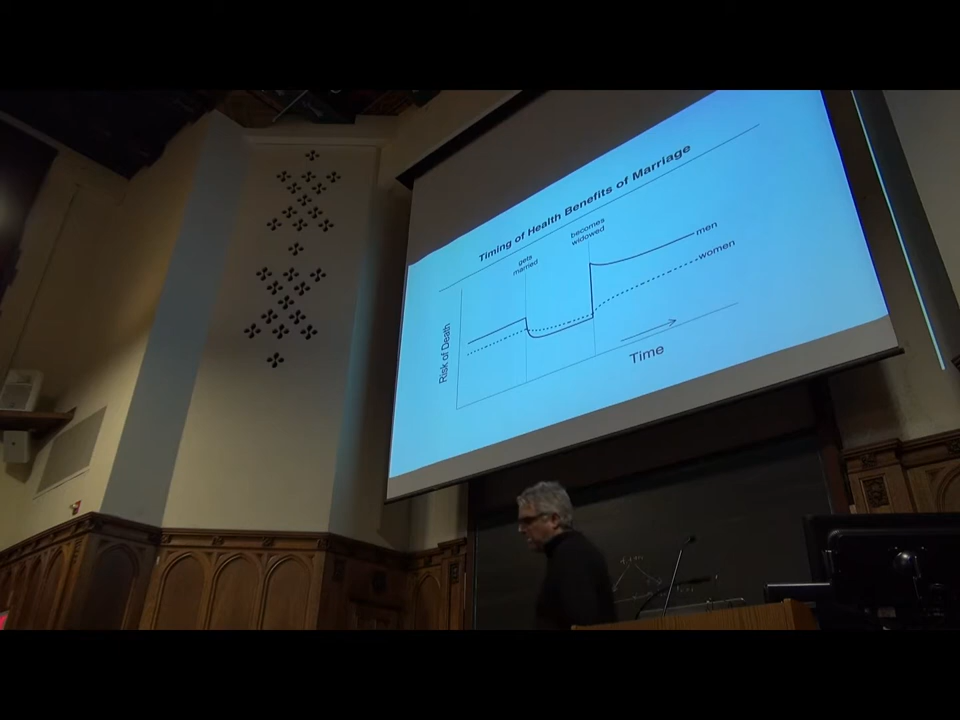 Timing of Health Benefits of Marriage
gets
married
becomes
widowed
men
women
Risk of Death
Time